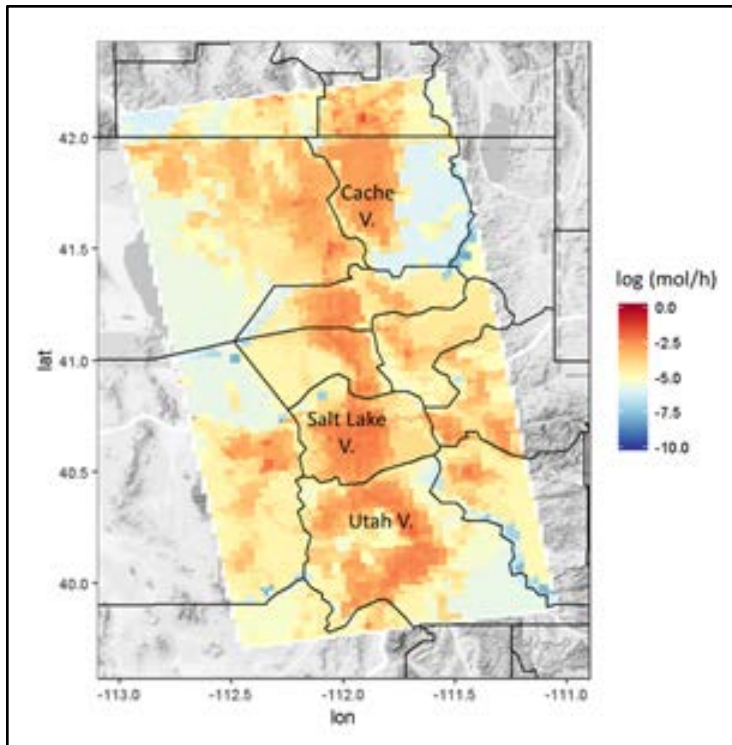 42.0
Cache
V.
41.5
log (mol/h)
0.0
-2.5
41.0
-5.0
lat
-7.5
Salt Lake
V.
-10.0
40.5
Utah V.
40.0
-113.0
-112.5
-112.0
-111.5
-111.0
lon